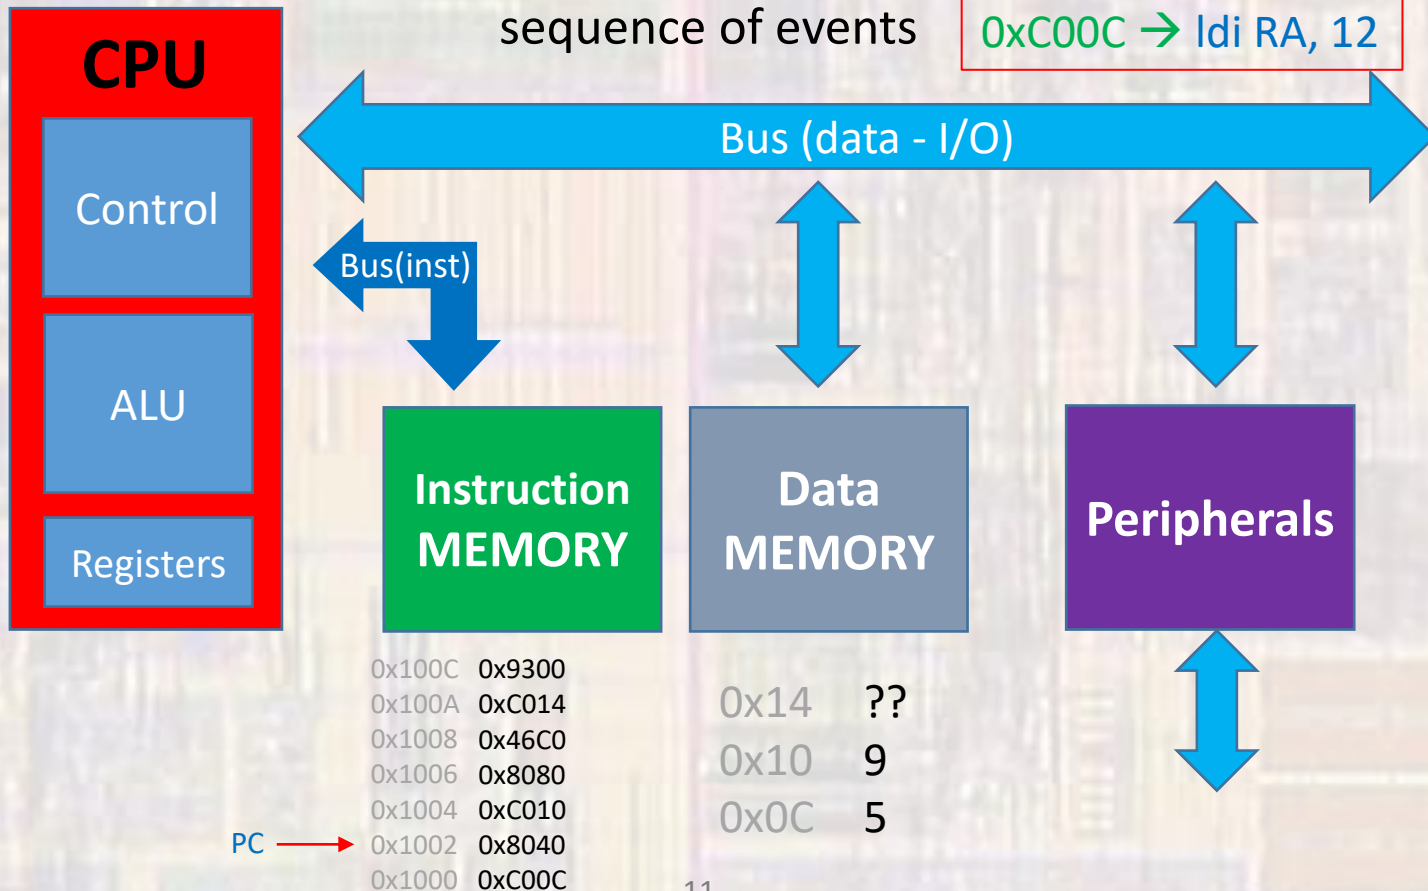 sequence of events
0xC00C → ldi RA, 12
CPU
Control
ALU
Registers
Bus (data - I/O)
Bus(inst)
Instruction
MEMORY
Data
MEMORY
Peripherals
0x100C 0x9300
0x100A 0xC014
0x1008 0x46C0
0x1006 0x8080
0x1004 0xC010
PC 0x1002 0x8040
0x1000 0xC00C
0x14 ??
0x10 9
0x0C 5
11